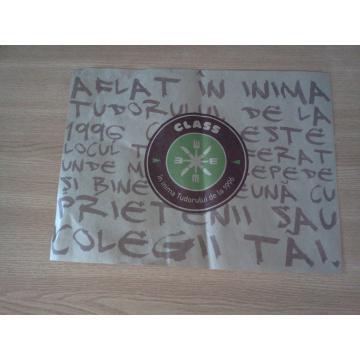 AFLAT ÎN INIMA
TUDORULUI DE LA
1996 ESTE
LOCUL T
UNDE M
ȘI BINE ÎMPREUNĂ CU
PRIETENII SAU
COLEGII TĂI.
CLASS
în inima Tudorului de la 1996